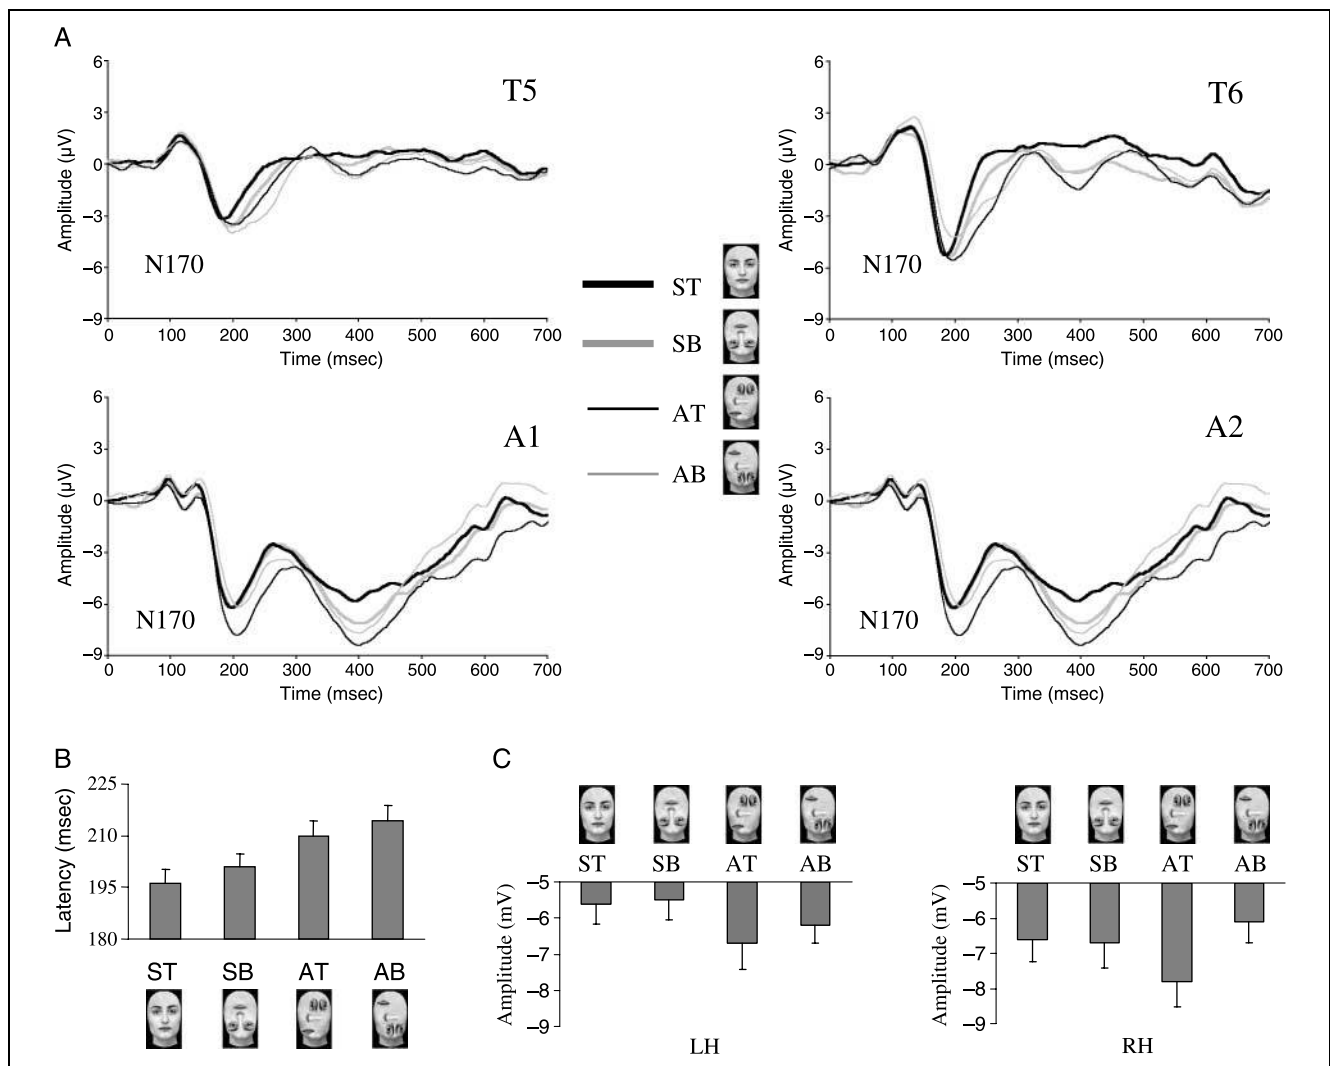 A
6
3
0
–3
–6
–9
Amplitude (µV)
T5
N170
0 100 200 300 400 500 600 700
Time (msec)
6
3
0
–3
–6
–9
Amplitude (µV)
T6
N170
0 100 200 300 400 500 600 700
Time (msec)
ST
SB
AT
AB
6
3
0
–3
–6
–9
Amplitude (µV)
A1
N170
0 100 200 300 400 500 600 700
Time (msec)
6
3
0
–3
–6
–9
Amplitude (µV)
A2
N170
0 100 200 300 400 500 600 700
Time (msec)
B
225
210
195
180
Latency (msec)
ST SB AT AB
C
ST SB AT AB
–5
–6
–7
–8
–9
Amplitude (mV)
LH
ST SB AT AB
–5
–6
–7
–8
–9
Amplitude (mV)
RH